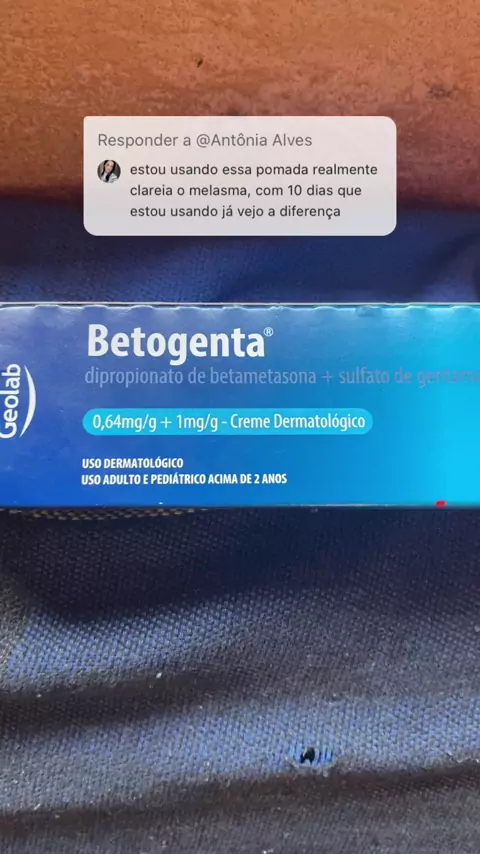 Responder a @Antônia Alves
estou usando essa pomada realmente
clareia o melasma, com 10 dias que
estou usando já vejo a diferença
Geolab
Betogenta®
dipropionato de betametasona + sulfato de
0,64mg/g + 1mg/g - Creme Dermatológico
USO DERMATOLÓGICO
USO ADULTO E PEDIÁTRICO ACIMA DE 2 ANOS